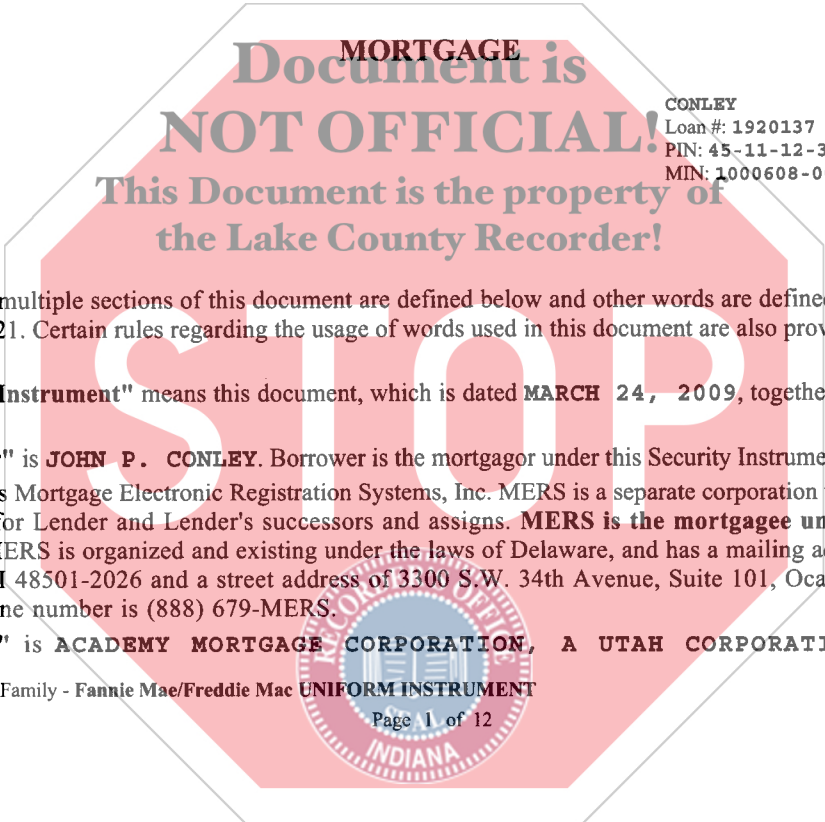 MORTGAGE
Document is
NOT OFFICIAL!
This Document is the property of
the Lake County Recorder!
CONLEY
Loan #: 1920137
PIN: 45-11-12-3
MIN: 1000608-0
multiple sections of this document are defined below and other words are define
21. Certain rules regarding the usage of words used in this document are also prov
STOP
Instrument" means this document, which is dated MARCH 24, 2009, togethe
" is JOHN P. CONLEY. Borrower is the mortgagor under this Security Instrume
s Mortgage Electronic Registration Systems, Inc. MERS is a separate corporation
for Lender and Lender's successors and assigns. MERS is the mortgagee un
MERS is organized and existing under the laws of Delaware, and has a mailing a
I 48501-2026 and a street address of 3300 S.W. 34th Avenue, Suite 101, Oca
ne number is (888) 679-MERS.
" is ACADEMY MORTGAGE CORPORATION, A UTAH CORPORATI
Family - Fannie Mae/Freddie Mac UNIFORM INSTRUMENT
Page 1 of 12
RECORDER'S OFFICE
SEAL
INDIANA